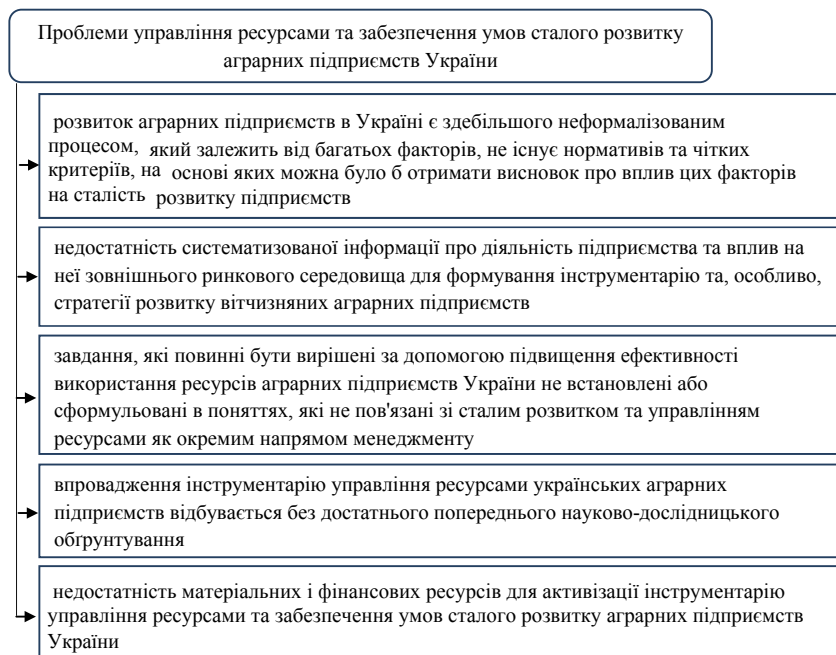 Проблеми управління ресурсами та забезпечення умов сталого розвитку
аграрних підприємств України
розвиток аграрних підприємств в Україні є здебільшого неформалізованим
процесом, який залежить від багатьох факторів, не існує нормативів та чітких
критеріїв, на основі яких можна було б отримати висновок про вплив цих факторів
на сталість розвитку підприємств
недостатність систематизованої інформації про діяльність підприємства та вплив на
неї зовнішнього ринкового середовища для формування інструментарію та, особливо,
стратегії розвитку вітчизняних аграрних підприємств
завдання, які повинні бути вирішені за допомогою підвищення ефективності
використання ресурсів аграрних підприємств України не встановлені або
сформульовані в поняттях, які не пов'язані зі сталим розвитком та управлінням
ресурсами як окремим напрямом менеджменту
впровадження інструментарію управління ресурсами українських аграрних
підприємств відбувається без достатнього попереднього науково-дослідницького
обґрунтування
недостатність матеріальних і фінансових ресурсів для активізації інструментарію
управління ресурсами та забезпечення умов сталого розвитку аграрних підприємств
України